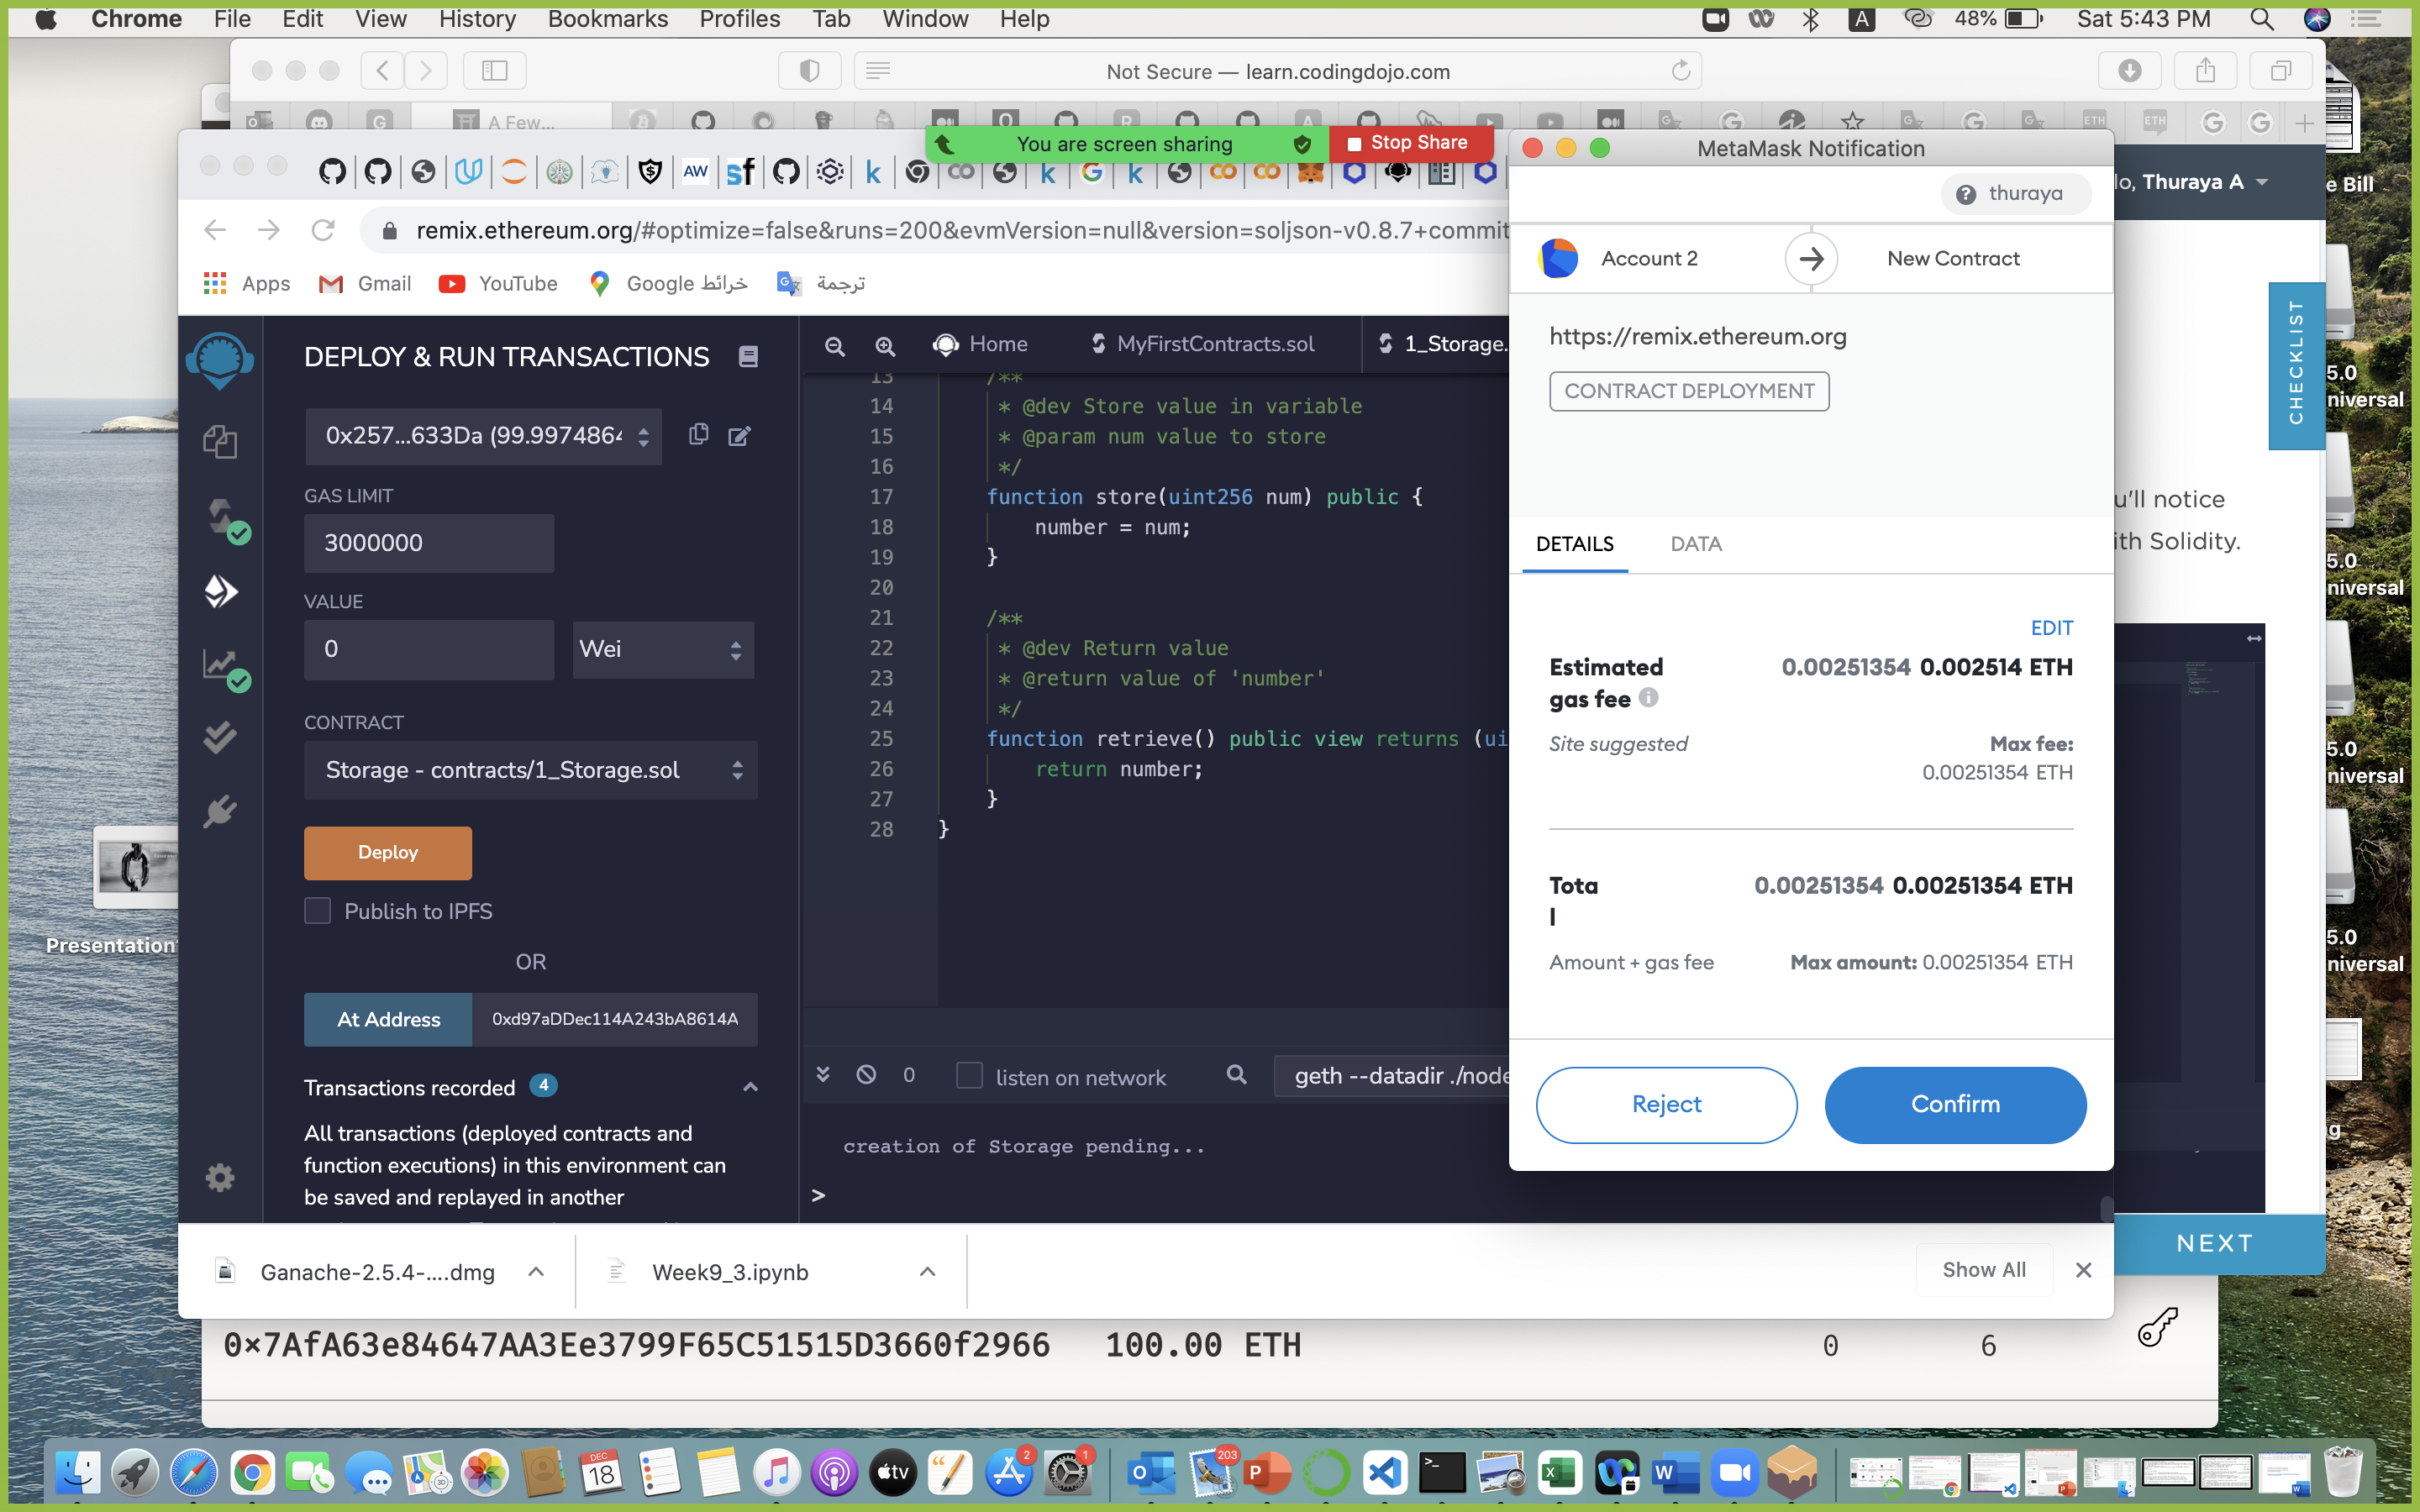 Chrome File Edit View History Bookmarks Profiles Tab Window Help
A 48% Sat 5:43 PM
Not Secure — learn.codingdojo.com
A Few...
You are screen sharing Stop Share
MetaMask Notification
thuraya
lo, Thuraya A
e Bill
remix.ethereum.org/#optimize=false&runs=200&evmVersion=null&version=soljson-v0.8.7+commit
Account 2 New Contract
Apps Gmail YouTube Google خرائط ترجمة
https://remix.ethereum.org
CONTRACT DEPLOYMENT
CHECKLIST
DEPLOY & RUN TRANSACTIONS
Home MyFirstContracts.sol 1_Storage.
0x257...633Da (99.9974864
GAS LIMIT
3000000
VALUE
0 Wei
CONTRACT
Storage - contracts/1_Storage.sol
Deploy
Publish to IPFS
OR
At Address 0xd97aDDec114A243bA8614A
Transactions recorded 4
All transactions (deployed contracts and
function executions) in this environment can
be saved and replayed in another
13 /**
14 * @dev Store value in variable
15 * @param num value to store
16 */
17 function store(uint256 num) public {
18 number = num;
19 }
20
21 /**
22 * @dev Return value
23 * @return value of 'number'
24 */
25 function retrieve() public view returns (ui
26 return number;
27 }
28 }
0 listen on network geth --datadir ./node
creation of Storage pending...
>
DETAILS DATA
EDIT
Estimated gas fee 0.00251354 0.002514 ETH
Site suggested Max fee:
0.00251354 ETH
Total 0.00251354 0.00251354 ETH
Amount + gas fee Max amount: 0.00251354 ETH
Reject Confirm
u'll notice
ith Solidity.
5.0
niversal
5.0
niversal
5.0
niversal
5.0
niversal
Presentation
NEXT
Ganache-2.5.4-....dmg Week9_3.ipynb Show All
0×7AfA63e84647AA3Ee3799F65C51515D3660f2966 100.00 ETH 0 6
DEC
18
tv
2
1
203